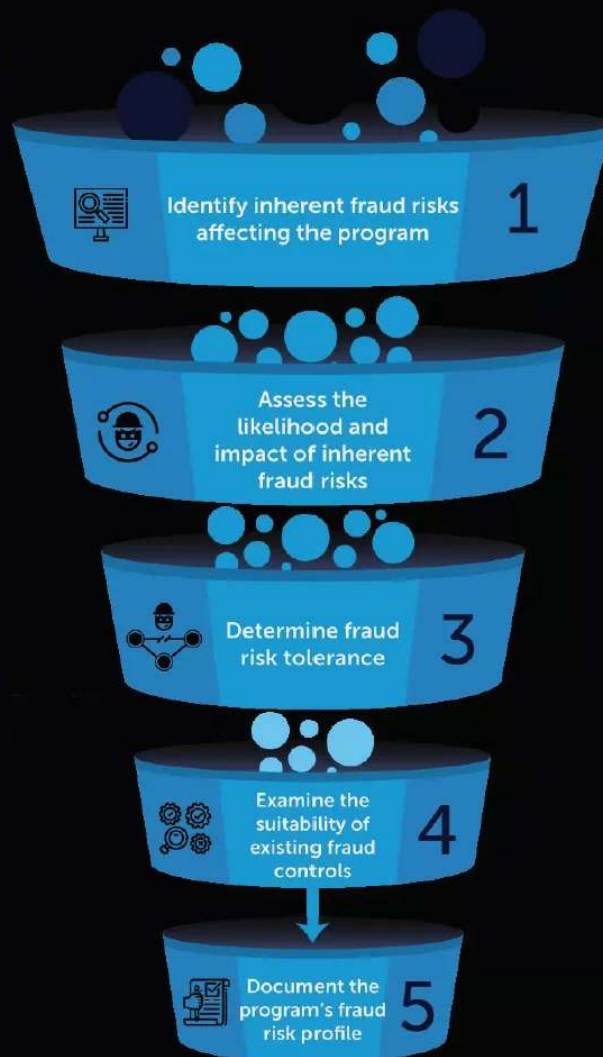 Identify inherent fraud risks
affecting the program
1
Assess the
likelihood and
impact of inherent
fraud risks
2
Determine fraud
risk tolerance
3
Examine the
suitability of
existing fraud
controls
4
Document the
program's fraud
risk profile
5